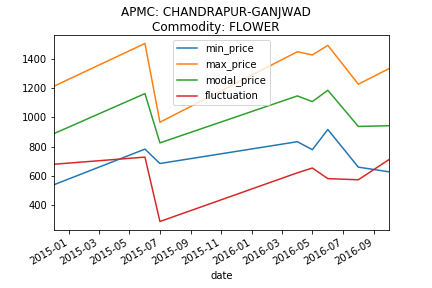 APMC: CHANDRAPUR-GANJWAD
Commodity: FLOWER
min_price
max_price
modal_price
fluctuation
1400
1200
1000
800
600
400
2015-01
2015-03
2015-05
2015-07
2015-09
2015-11
2016-01
2016-03
2016-05
2016-07
2016-09
date